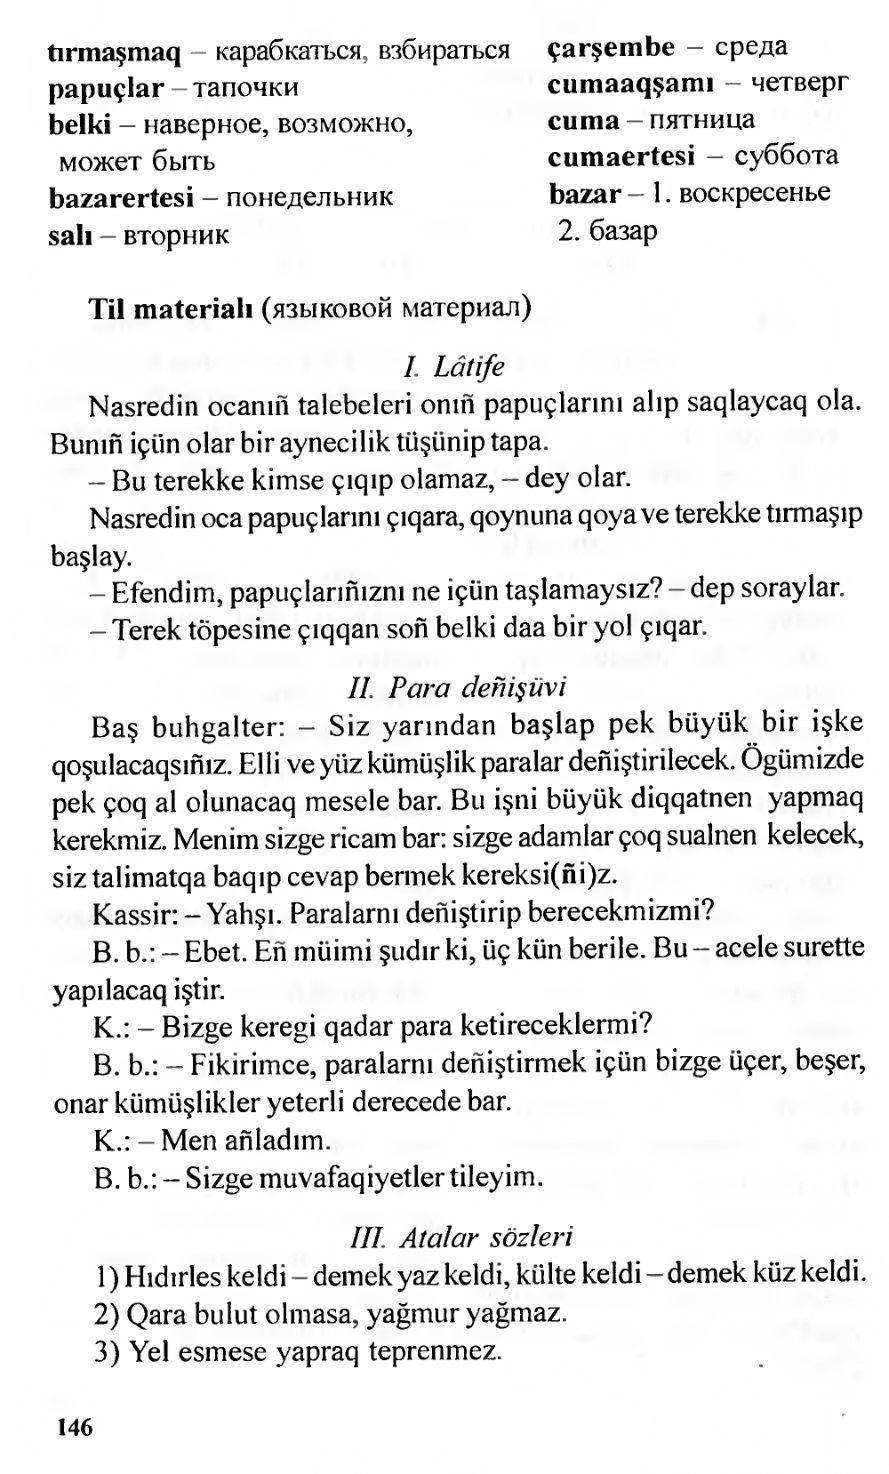 tırmaşmaq – карабкаться, взбираться
papuçlar – тапочки
belki – наверное, возможно,
может быть
bazarertesi – понедельник
salı – вторник
çarşembe – среда
cumaaqşamı – четверг
cuma – пятница
cumaertesi – суббота
bazar – 1. воскресенье
2. базар
Til materialı (языковой материал)
I. Lâtife
Nasredin ocanıñ talebeleri onıñ papuçlarını alıp saqlaycaq ola.
Bunıñ içün olar bir aynecilik tüşünip tapa.
– Bu terekke kimse çıqıp olamaz, – dey olar.
Nasredin oca papuçlarını çıqara, qoynuna qoya ve terekke tırmaşıp
başlay.
– Efendim, papuçlarıñıznı ne içün taşlamaysız? – dep soraylar.
– Terek töpesine çıqqan soñ belki daa bir yol çıqar.
II. Para deñişüvi
Baş buhgalter: – Siz yarından başlap pek büyük bir işke
qoşulacaqsıñız. Elli ve yüz kümüşlik paralar deñiştirilecek. Ögümizde
pek çoq al olunacaq mesele bar. Bu işni büyük diqqatnen yapmaq
kerekmiz. Menim sizge ricam bar: sizge adamlar çoq sualnen kelecek,
siz talimatqa baqıp cevap bermek kereksi(ñi)z.
Kassir: – Yahşı. Paralarnı deñiştirip berecekmizmi?
B. b.: – Ebet. Eñ müimi şudır ki, üç kün berile. Bu – acele surette
yapılacaq iştir.
K.: – Bizge keregi qadar para ketireceklermi?
B. b.: – Fikirimce, paralarnı deñiştirmek içün bizge üçer, beşer,
onar kümüşlikler yeterli derecede bar.
K.: – Men añladım.
B. b.: – Sizge muvafaqiyetler tileyim.
III. Atalar sözleri
1) Hıdırles keldi – demek yaz keldi, külte keldi – demek küz keldi.
2) Qara bulut olmasa, yağmur yağmaz.
3) Yel esmese yapraq teprenmez.
146